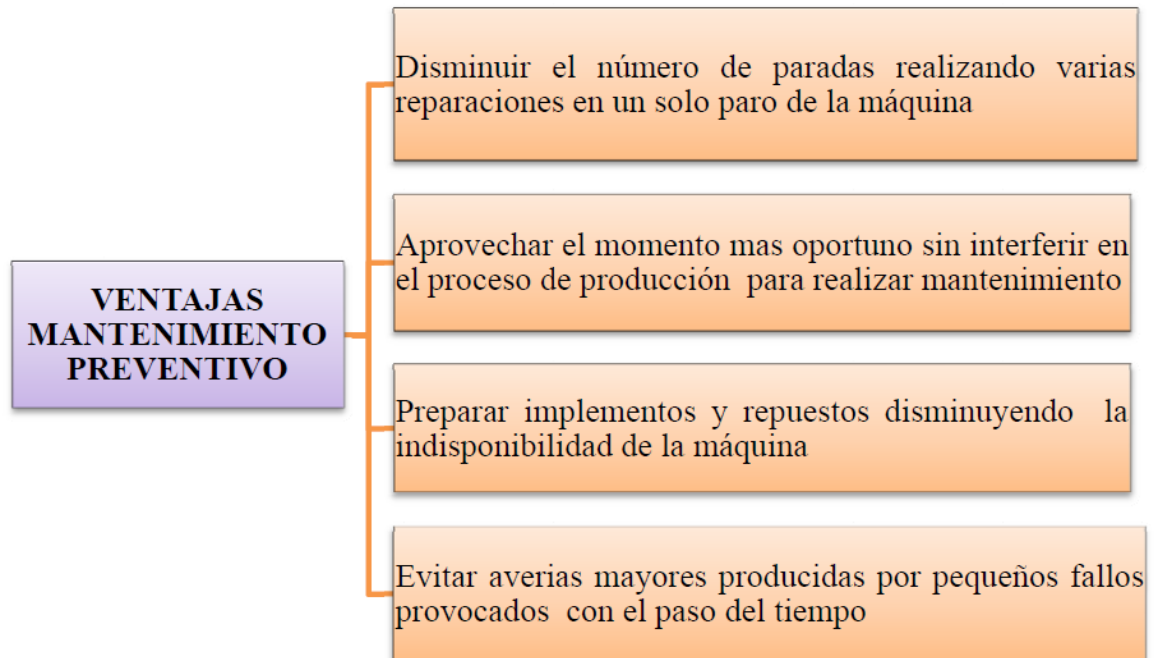 VENTAJAS
MANTENIMIENTO
PREVENTIVO
Disminuir el número de paradas realizando varias
reparaciones en un solo paro de la máquina
Aprovechar el momento mas oportuno sin interferir en
el proceso de producción para realizar mantenimiento
Preparar implementos y repuestos disminuyendo la
indisponibilidad de la máquina
Evitar averias mayores producidas por pequeños fallos
provocados con el paso del tiempo